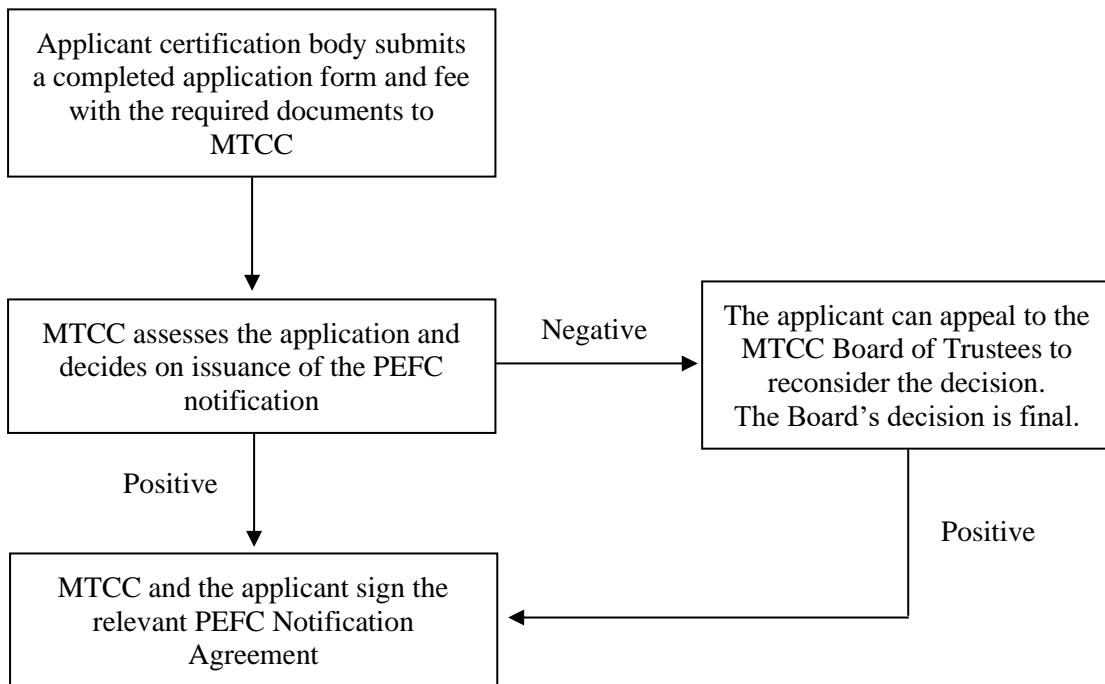 Applicant certification body submits
a completed application form and fee
with the required documents to
MTCC
MTCC assesses the application and
decides on issuance of the PEFC
notification
Negative
The applicant can appeal to the
MTCC Board of Trustees to
reconsider the decision.
The Board’s decision is final.
Positive
Positive
MTCC and the applicant sign the
relevant PEFC Notification
Agreement